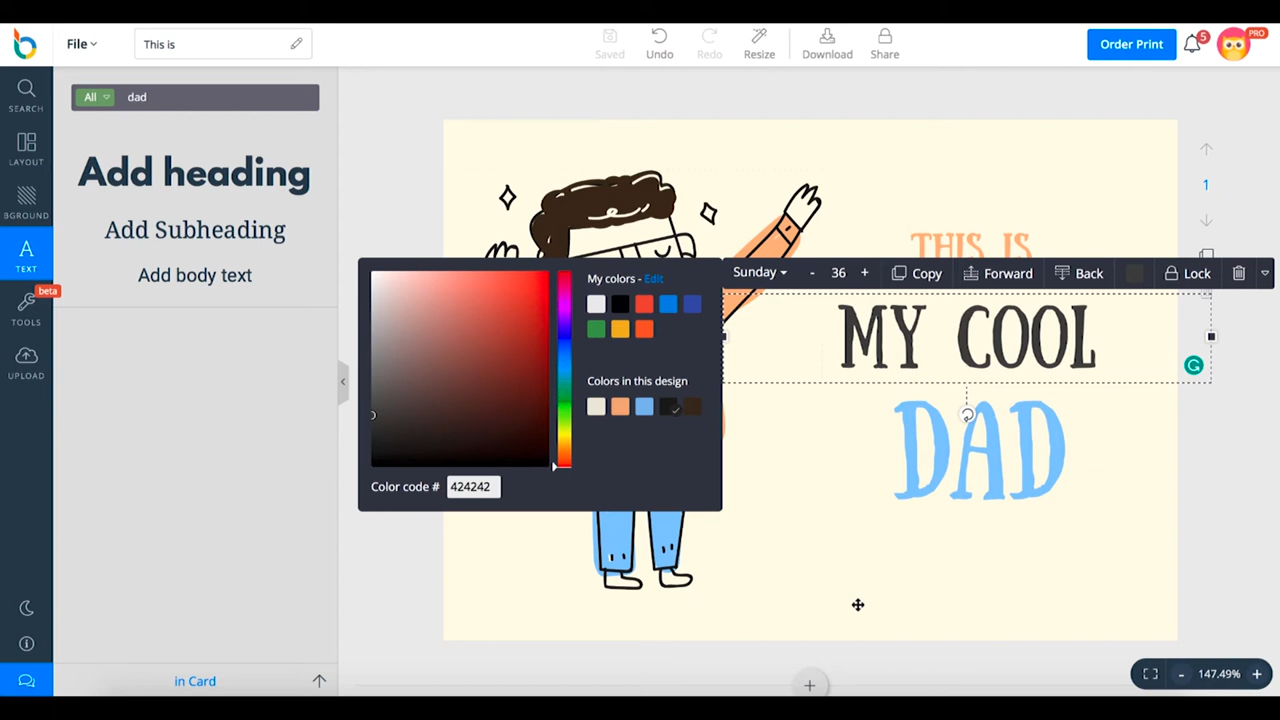 File
This is
Saved
Undo
Redo
Resize
Download
Share
Order Print
5
PRO
SEARCH
LAYOUT
BGROUND
TEXT
beta
TOOLS
UPLOAD
All
dad
Add heading
Add Subheading
Add body text
in Card
1
THIS IS
Sunday
-
36
+
Copy
Forward
Back
Lock
My colors - Edit
Colors in this design
Color code #
424242
MY COOL
DAD
-
147.49%
+